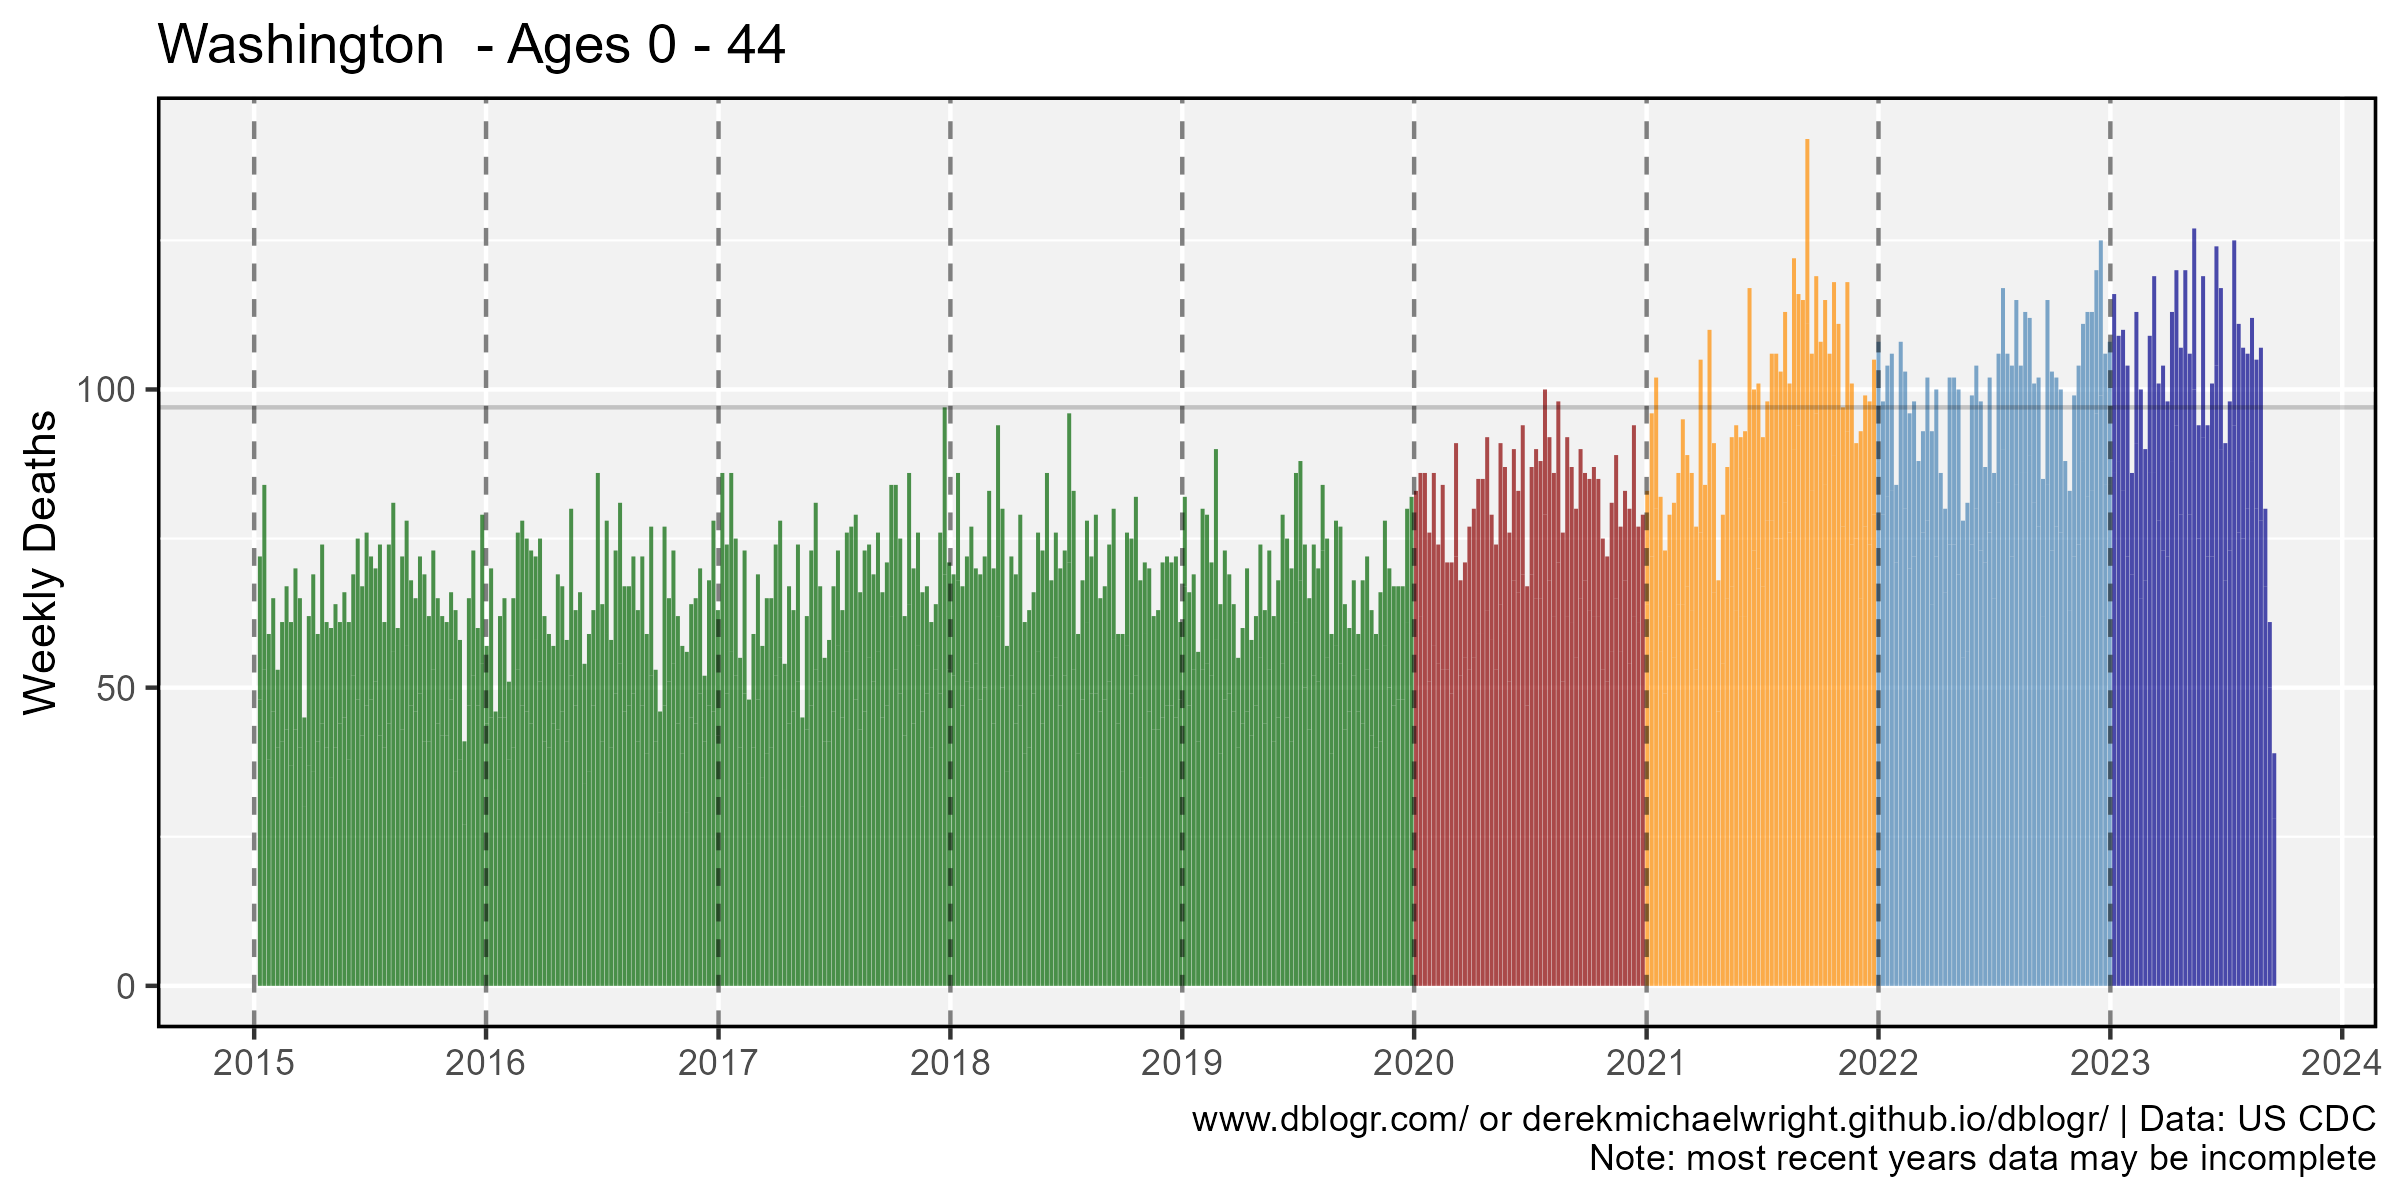 Washington  - Ages 0 - 44
Weekly Deaths
100
50
0
2015 2016 2017 2018 2019 2020 2021 2022 2023 2024
www.dblogr.com/ or derekmichaelwright.github.io/dblogr/ | Data: US CDC
Note: most recent years data may be incomplete